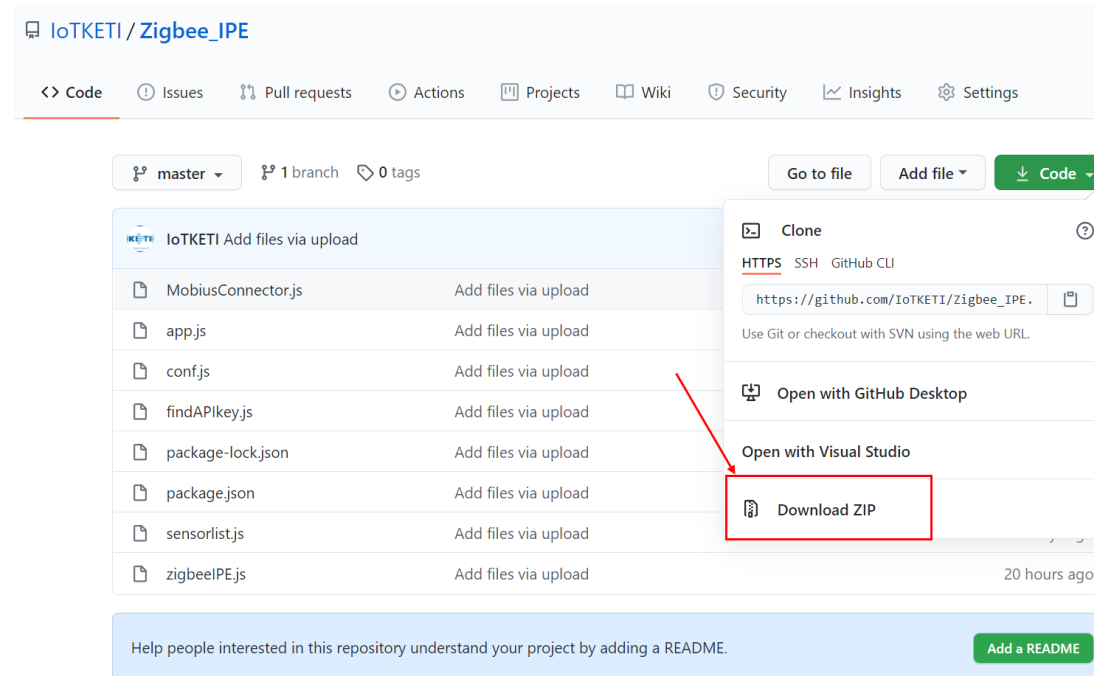 IoTKETI / Zigbee_IPE
Code Issues Pull requests Actions Projects Wiki Security Insights Settings
master 1 branch 0 tags Go to file Add file Code
IoTKETI Add files via upload
Clone
HTTPS SSH GitHub CLI
MobiusConnector.js Add files via upload
https://github.com/IoTKETI/Zigbee_IPE.
app.js Add files via upload
Use Git or checkout with SVN using the web URL.
conf.js Add files via upload
Open with GitHub Desktop
findAPIkey.js Add files via upload
package-lock.json Add files via upload
Open with Visual Studio
package.json Add files via upload
Download ZIP
sensorlist.js Add files via upload
zigbeeIPE.js Add files via upload 20 hours ago
Help people interested in this repository understand your project by adding a README.
Add a README